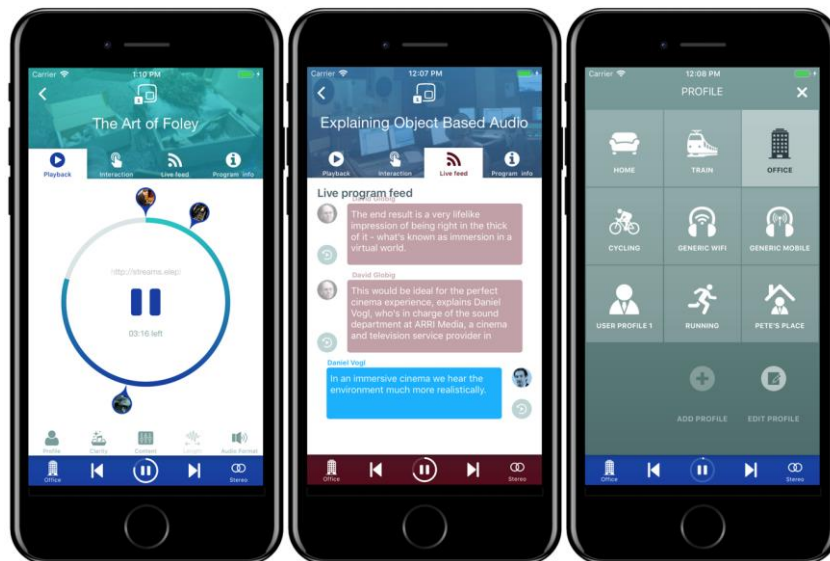 Carrier 1:10 PM
The Art of Foley
Playback Interaction Live feed Program info
http://streams.eliep
03:16 left
Profile Clarity Content Length Audio Format
Office Stereo
Carrier 12:07 PM
Explaining Object Based Audio
Playback Interaction Live feed Program info
Live program feed
David Globig
The end result is a very lifelike
impression of being right in the thick
of it - what's known as immersion in a
virtual world.
David Globig
This would be ideal for the perfect
cinema experience, explains Daniel
Vogl, who's in charge of the sound
department at ARRI Media, a cinema
and television service provider in
Daniel Vogl
In an immersive cinema we hear the
environment much more realistically.
Office Stereo
Carrier 12:08 PM
PROFILE
HOME TRAIN OFFICE
CYCLING GENERIC WIFI GENERIC MOBILE
USER PROFILE 1 RUNNING PETE'S PLACE
ADD PROFILE EDIT PROFILE
Office Stereo